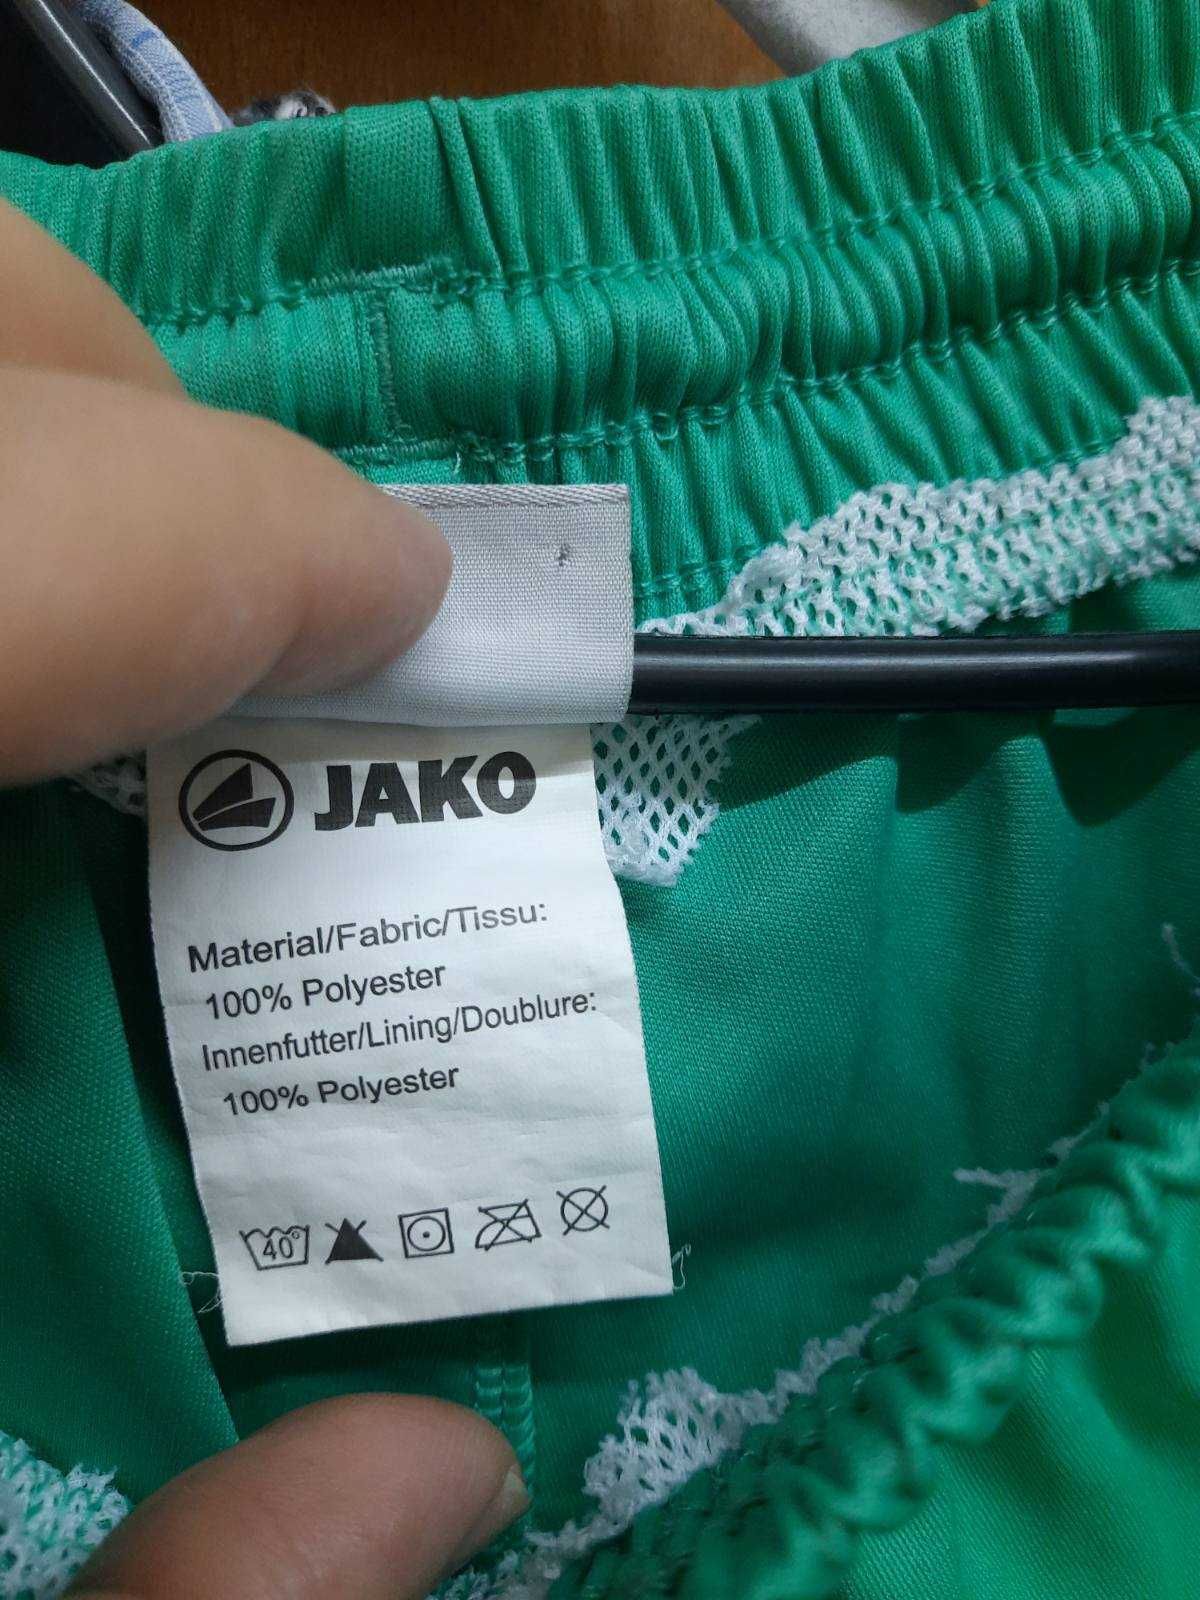 JAKO
Material/Fabric/Tissu:
100% Polyester
Innenfutter/Lining/Doublure:
100% Polyester
40°